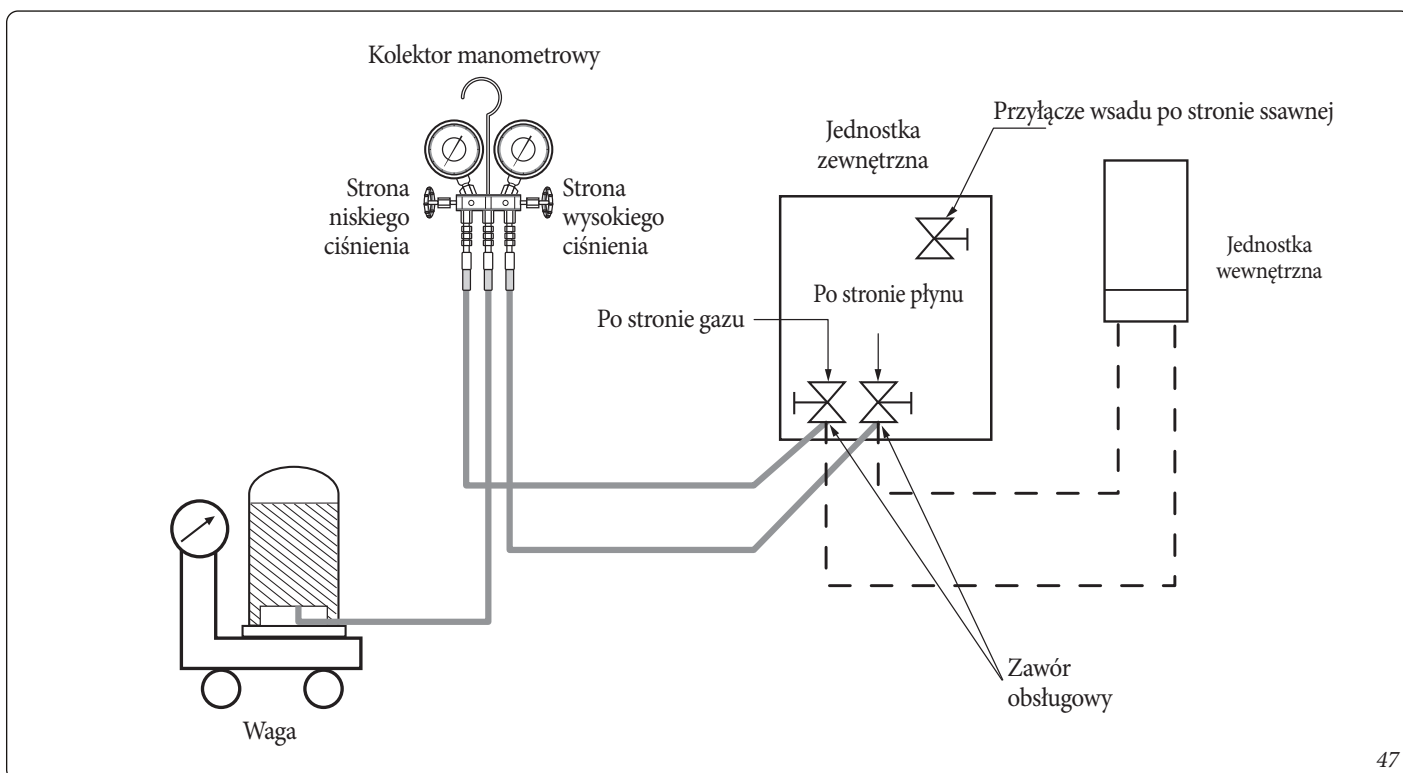 Kolektor manometrowy
Strona
niskiego
ciśnienia
Strona
wysokiego
ciśnienia
Jednostka
zewnętrzna
Przyłącze wsadu po stronie ssawnej
Jednostka
wewnętrzna
Po stronie płynu
Po stronie gazu
Zawór
obsługowy
Waga
47